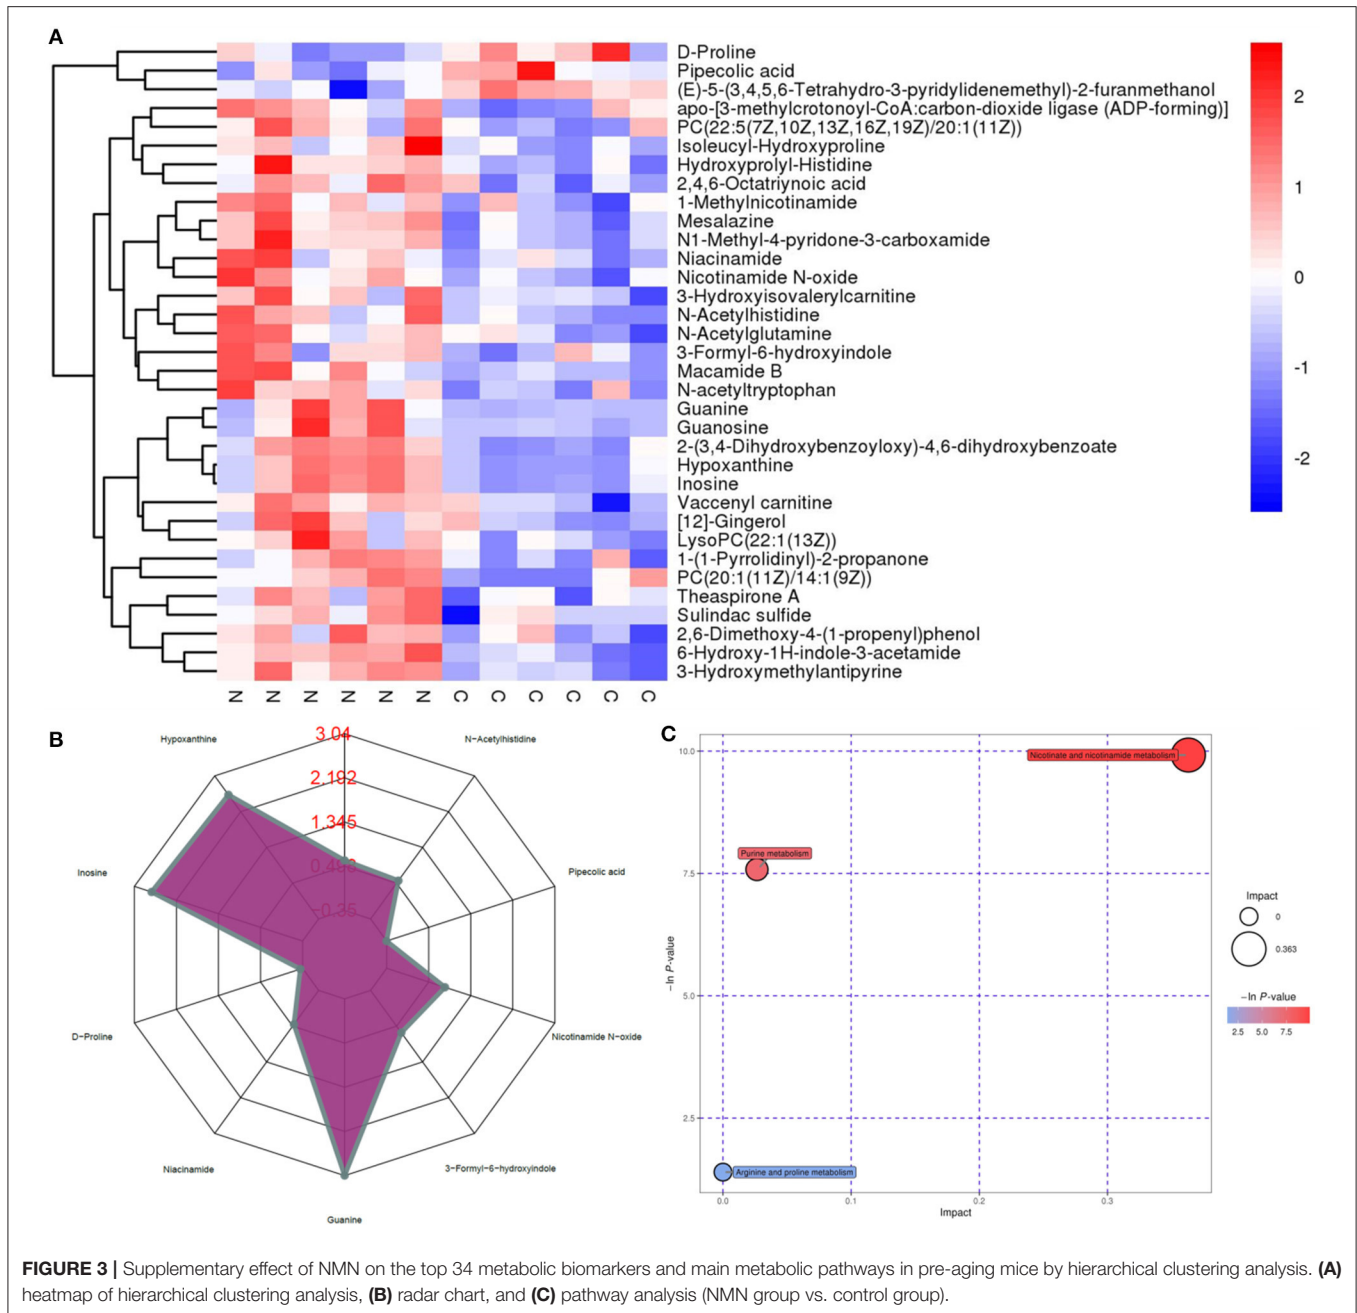 A
D-Proline
Pipecolic acid
(E)-5-(3,4,5,6-Tetrahydro-3-pyridylidenemethyl)-2-furanmethanol
apo-[3-methylcrotonoyl-CoA:carbon-dioxide ligase (ADP-forming)]
PC(22:5(7Z,10Z,13Z,16Z,19Z)/20:1(11Z))
Isoleucyl-Hydroxyproline
Hydroxyprolyl-Histidine
2,4,6-Octatriynoic acid
1-Methylnicotinamide
Mesalazine
N1-Methyl-4-pyridone-3-carboxamide
Niacinamide
Nicotinamide N-oxide
3-Hydroxyisovalerylcarnitine
N-Acetylhistidine
N-Acetylglutamine
3-Formyl-6-hydroxyindole
Macamide B
N-acetyltryptophan
Guanine
Guanosine
2-(3,4-Dihydroxybenzoyloxy)-4,6-dihydroxybenzoate
Hypoxanthine
Inosine
Vaccenyl carnitine
[12]-Gingerol
LysoPC(22:1(13Z))
1-(1-Pyrrolidinyl)-2-propanone
PC(20:1(11Z)/14:1(9Z))
Theaspirone A
Sulindac sulfide
2,6-Dimethoxy-4-(1-propenyl)phenol
6-Hydroxy-1H-indole-3-acetamide
3-Hydroxymethylantipyrine
2
1
0
-1
-2
N N N N N N C C C C C C
B
3.04
2.192
1.345
−0.35
Hypoxanthine
N−Acetylhistidine
Inosine
Pipecolic acid
D−Proline
Nicotinamide N−oxide
Niacinamide
3−Formyl−6−hydroxyindole
Guanine
C
10.0
7.5
5.0
2.5
−ln P-value
Nicotinate and nicotinamide metabolism
Purine metabolism
Arginine and proline metabolism
0.0 0.1 0.2 0.3
Impact
Impact
0
0.363
−ln P-value
2.5 5.0 7.5
FIGURE 3 | Supplementary effect of NMN on the top 34 metabolic biomarkers and main metabolic pathways in pre-aging mice by hierarchical clustering analysis. (A)
heatmap of hierarchical clustering analysis, (B) radar chart, and (C) pathway analysis (NMN group vs. control group).